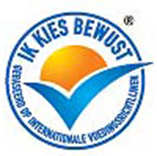 IK KIES BEWUST
®
GEBASEERD OP INTERNATIONALE VOEDINGSRICHTLIJNEN